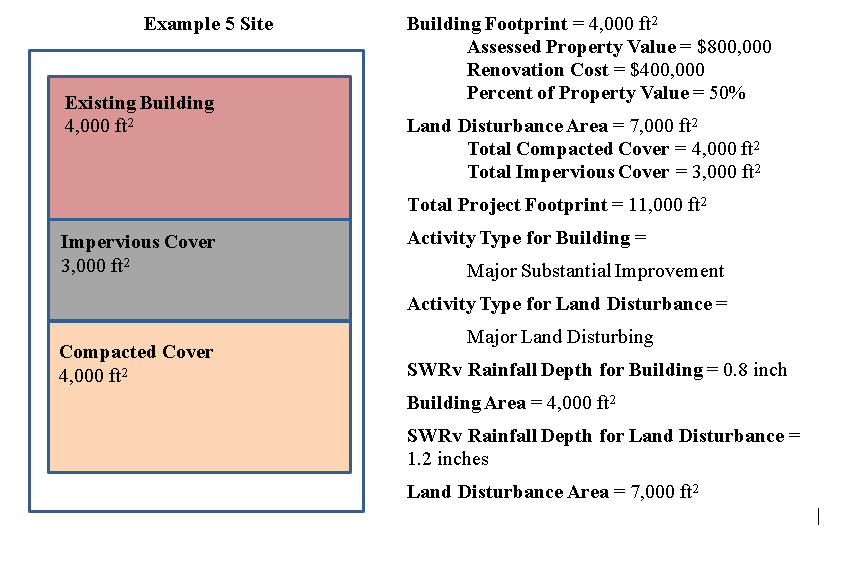 Example 5 Site
Existing Building
4,000 ft²
Impervious Cover
3,000 ft²
Compacted Cover
4,000 ft²
Building Footprint = 4,000 ft²
Assessed Property Value = $800,000
Renovation Cost = $400,000
Percent of Property Value = 50%
Land Disturbance Area = 7,000 ft²
Total Compacted Cover = 4,000 ft²
Total Impervious Cover = 3,000 ft²
Total Project Footprint = 11,000 ft²
Activity Type for Building =
Major Substantial Improvement
Activity Type for Land Disturbance =
Major Land Disturbing
SWRv Rainfall Depth for Building = 0.8 inch
Building Area = 4,000 ft²
SWRv Rainfall Depth for Land Disturbance =
1.2 inches
Land Disturbance Area = 7,000 ft²